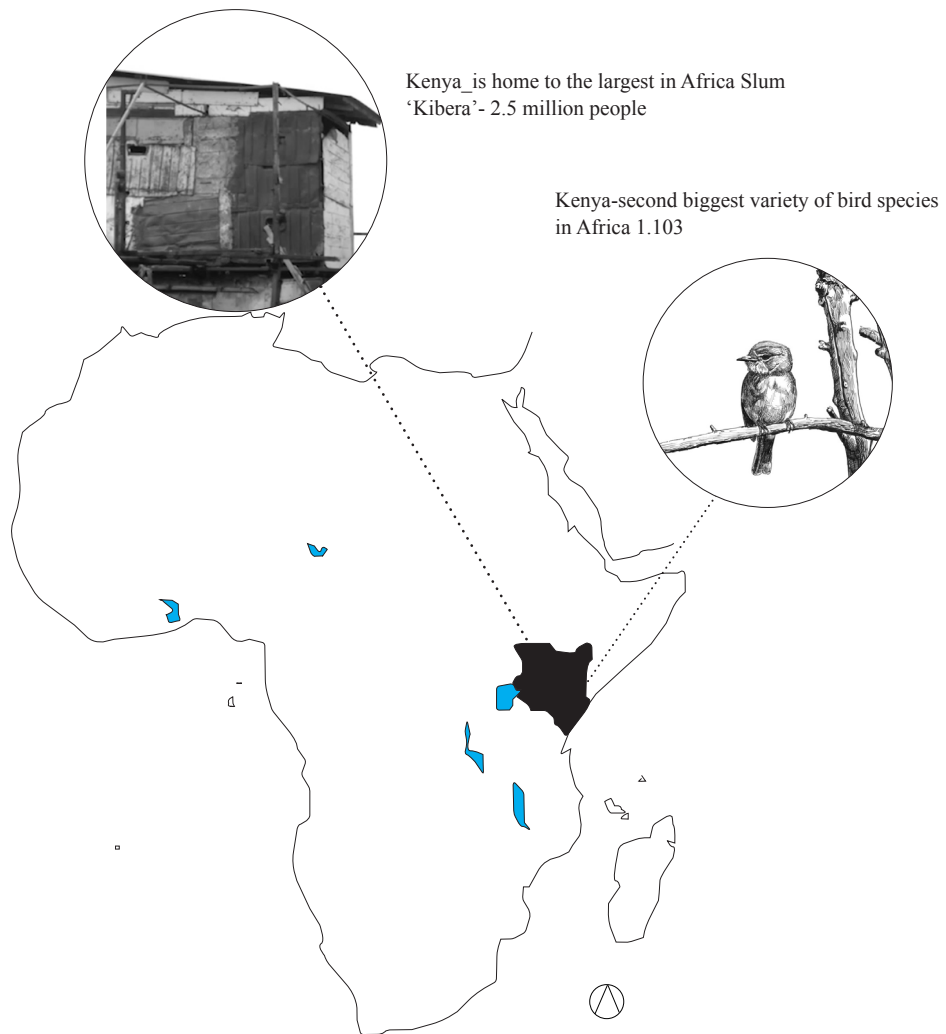 Kenya_is home to the largest in Africa Slum
‘Kibera’- 2.5 million people
Kenya-second biggest variety of bird species
in Africa 1.103